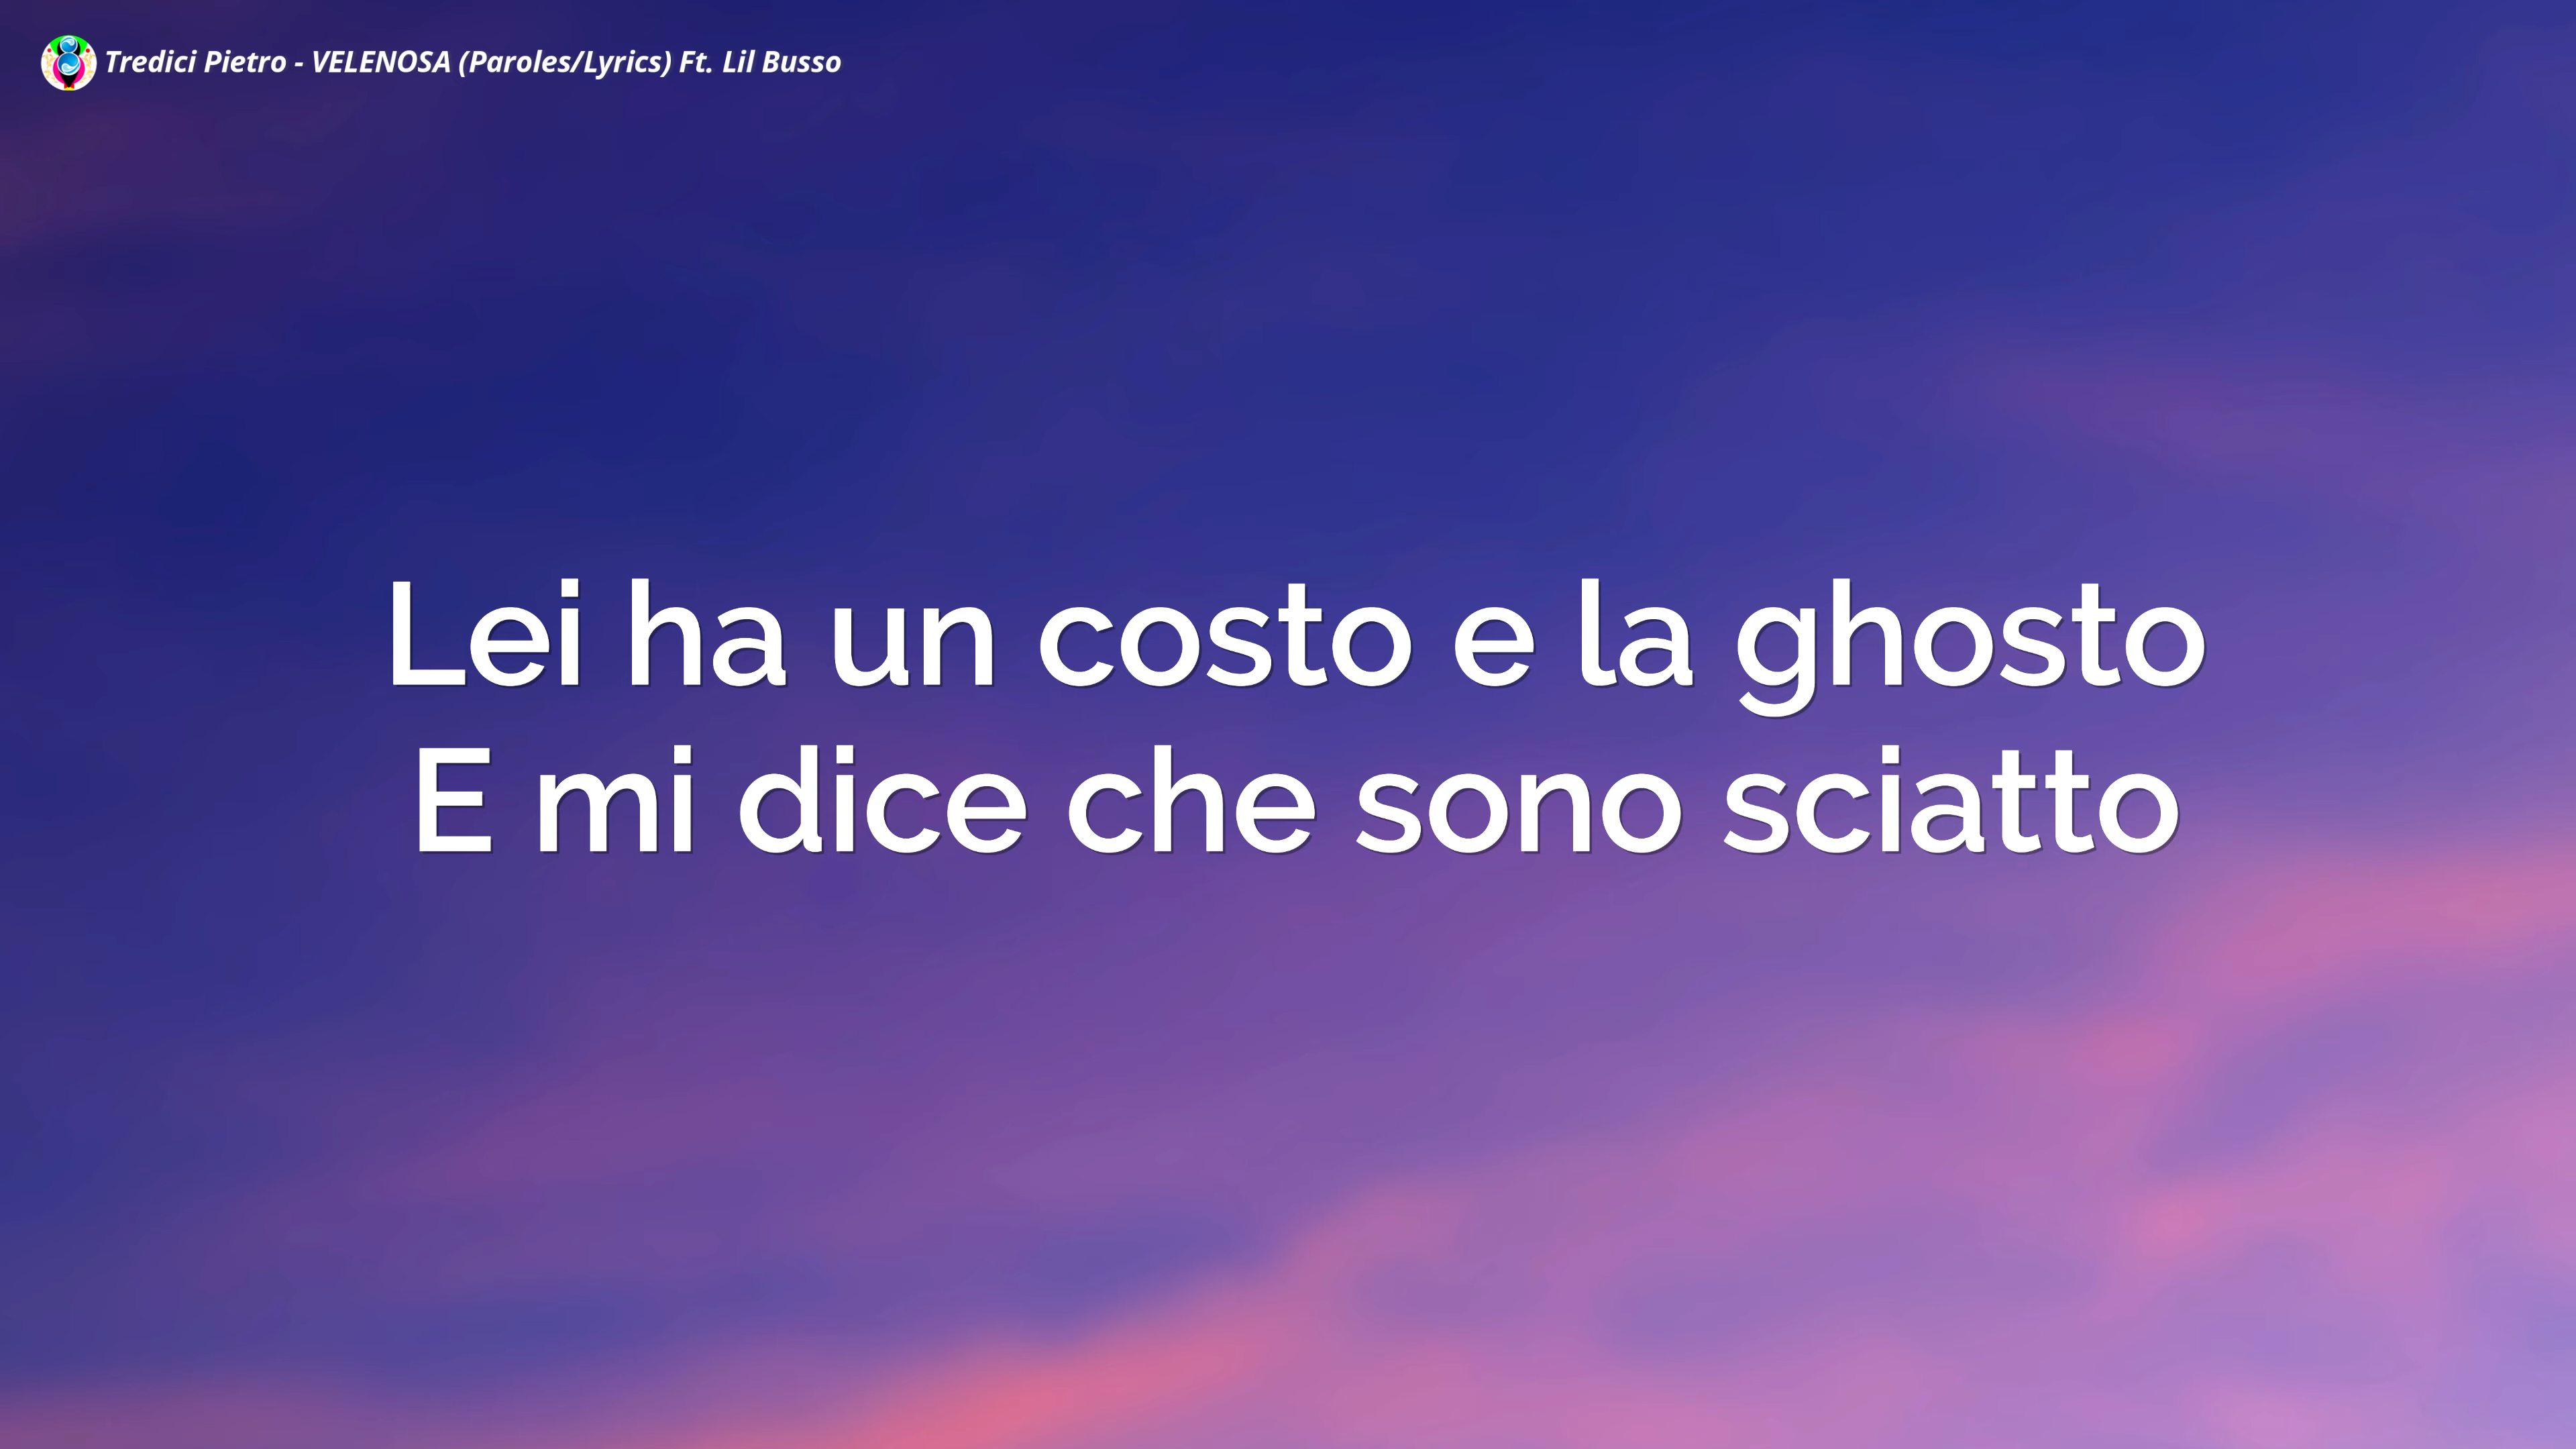 Tredici Pietro - VELENOSA (Paroles/Lyrics) Ft. Lil Busso
Lei ha un costo e la ghosto
E mi dice che sono sciatto